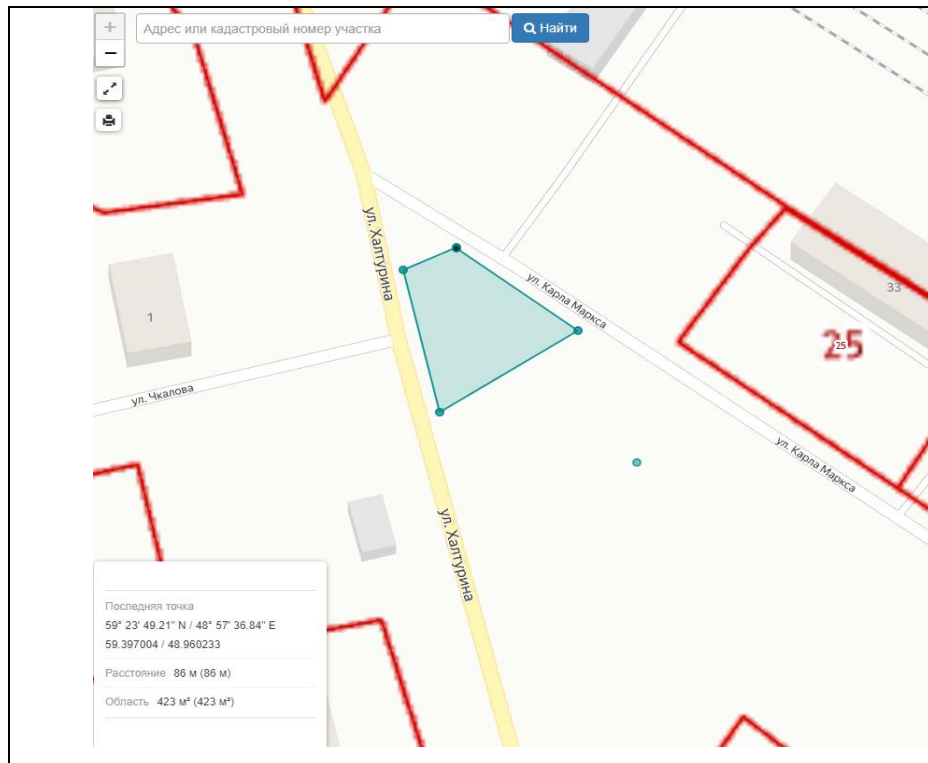 +
Адрес или кадастровый номер участка
Найти
−
ул. Халтурина
ул. Карла Маркса
33
1
25
25
ул. Чкалова
ул. Карла Маркса
ул. Халтурина
Последняя точка
59° 23' 49.21" N / 48° 57' 36.84" E
59.397004 / 48.960233
Расстояние 86 м (86 м)
Область 423 м² (423 м²)